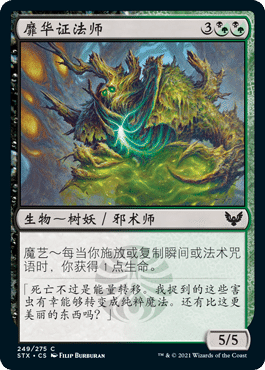 靡华证法师 3
生物～树妖／邪术师
魔艺～每当你施放或复制瞬间或法术咒
语时，你获得1点生命。
「死亡不过是能量转移。我捉到的这些害
虫有幸能够转变成纯粹魔法。还有比这更
美丽的东西吗？」
5/5
249/275 C
STX • CS FILIP BURBURAN
™ & © 2021 Wizards of the Coast